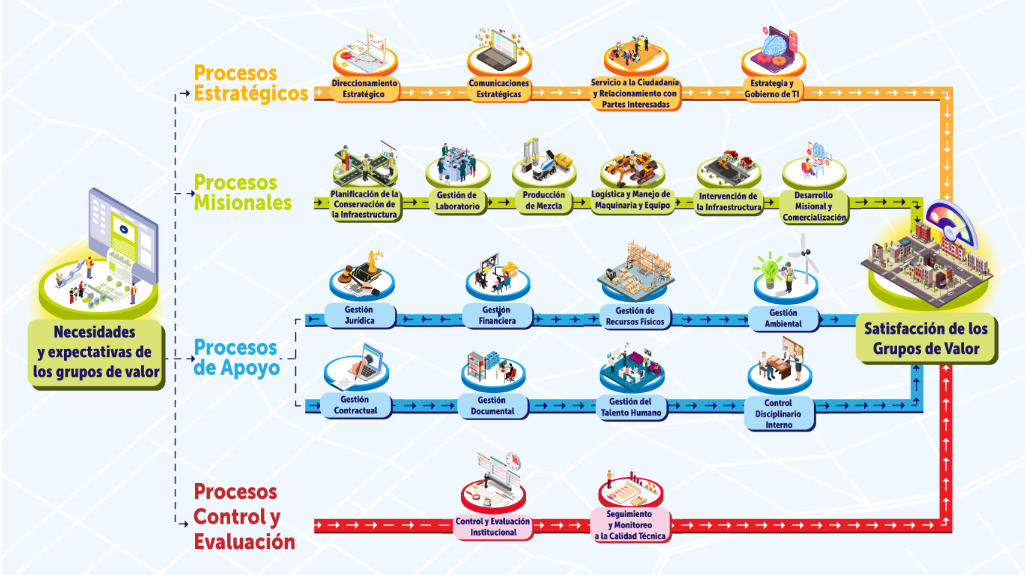 Procesos
Estratégicos
Direccionamiento
Estratégico
Comunicaciones
Estratégicas
Servicio a la Ciudadanía
y Relacionamiento con
Partes Interesadas
Estrategia y
Gobierno de TI
Procesos
Misionales
Planificación de la
Conservación de
la Infraestructura
Gestión de
Laboratorio
Producción
de Mezcla
Logística y Manejo de
Maquinaria y Equipo
Intervención de
la Infraestructura
Desarrollo
Misional y
Comercialización
Necesidades
y expectativas de
los grupos de valor
Procesos
de Apoyo
Gestión
Jurídica
Gestión
Financiera
Gestión de
Recursos Físicos
Gestión
Ambiental
Gestión
Contractual
Gestión
Documental
Gestión del
Talento Humano
Control
Disciplinario
Interno
Satisfacción de los
Grupos de Valor
Procesos
Control y
Evaluación
Control y Evaluación
Institucional
Seguimiento
y Monitoreo
a la Calidad Técnica